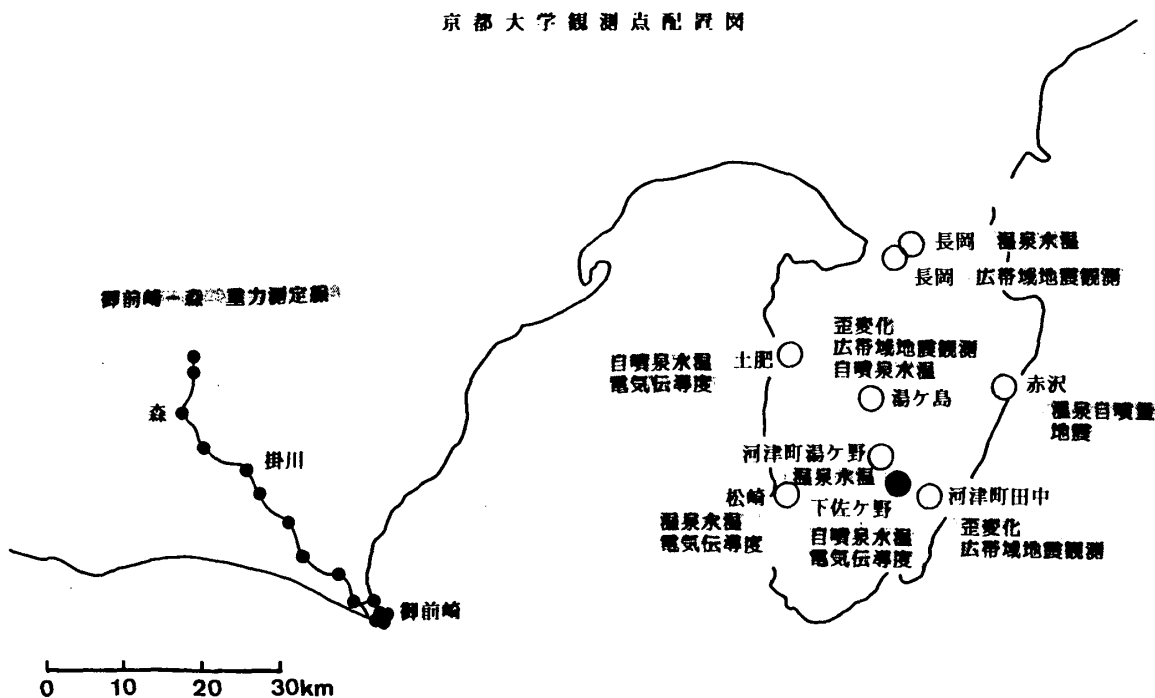 京都大学観測点配置図
長岡 温泉水温
長岡 広帯域地震観測
御前崎－森 重力測定線
歪変化
広帯域地震観測
自噴泉水温
湯ケ島
土肥
自噴泉水温
電気伝導度
赤沢
温泉自噴量
地震
森
掛川
河津町湯ケ野
温泉水温
松崎
温泉水温
電気伝導度
下佐ケ野
自噴泉水温
電気伝導度
河津町田中
歪変化
広帯域地震観測
御前崎
0 10 20 30km